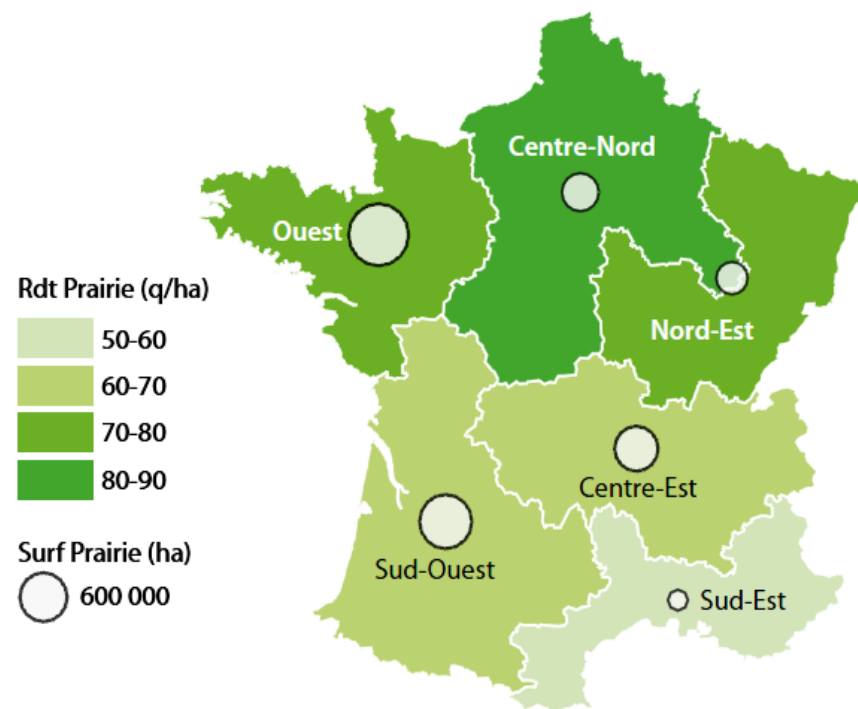 Centre-Nord
Ouest
Rdt Prairie (q/ha)
50-60
Nord-Est
60-70
70-80
80-90
Centre-Est
Surf Prairie (ha)
Sud-Ouest
600 000
Sud-Est